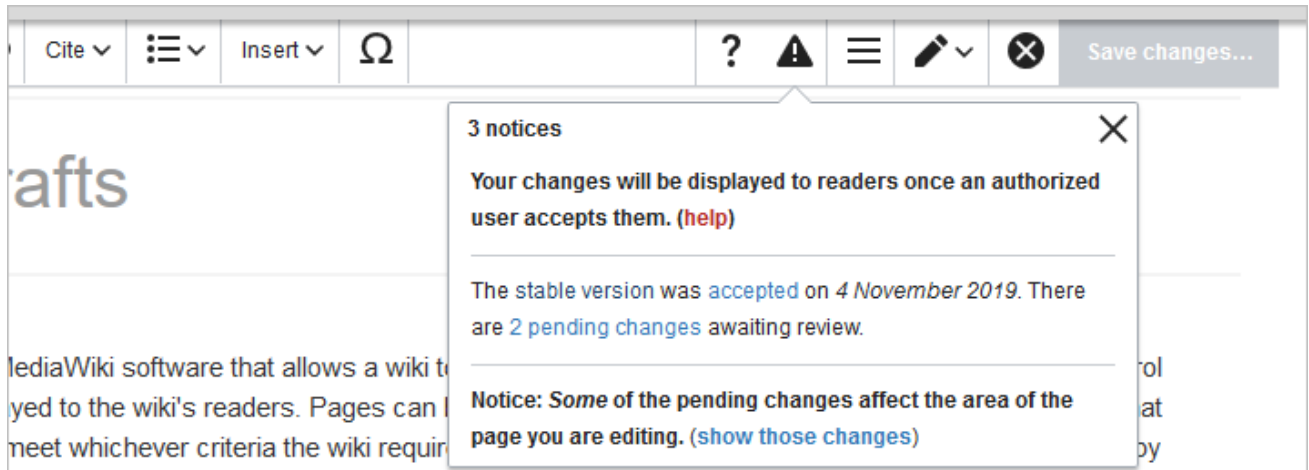 Cite Insert Ω ? Save changes...
3 notices
Your changes will be displayed to readers once an authorized
user accepts them. (help)
rafts
The stable version was accepted on 4 November 2019. There
are 2 pending changes awaiting review.
MediaWiki software that allows a wiki to
Notice: Some of the pending changes affect the area of the
yed to the wiki's readers. Pages can
page you are editing. (show those changes)
meet whichever criteria the wiki requir by